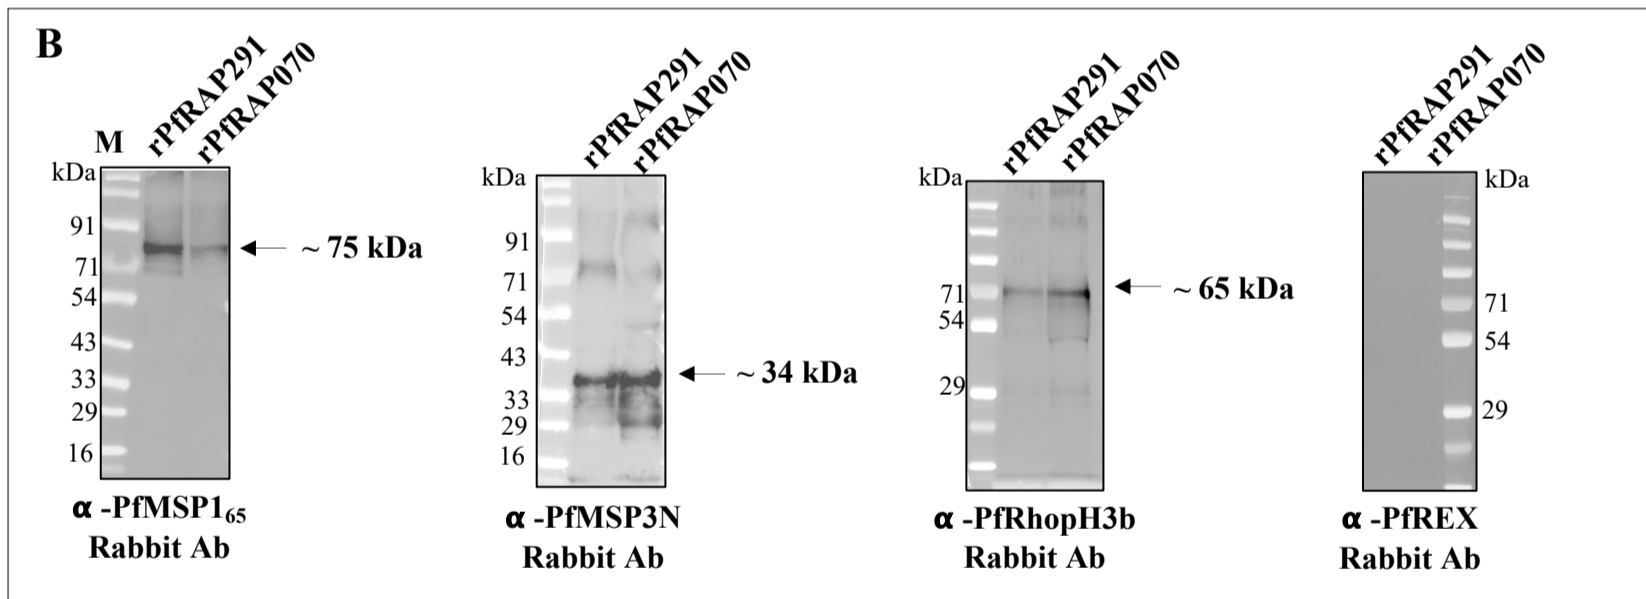 B
rPfRAP291
rPfRAP070
M
kDa
91
71
54
43
33
29
16
~ 75 kDa
α -PfMSP1₆₅
Rabbit Ab
rPfRAP291
rPfRAP070
kDa
91
71
54
43
33
29
16
~ 34 kDa
α -PfMSP3N
Rabbit Ab
rPfRAP291
rPfRAP070
kDa
71
54
29
~ 65 kDa
α -PfRhopH3b
Rabbit Ab
rPfRAP291
rPfRAP070
kDa
71
54
29
α -PfREX
Rabbit Ab